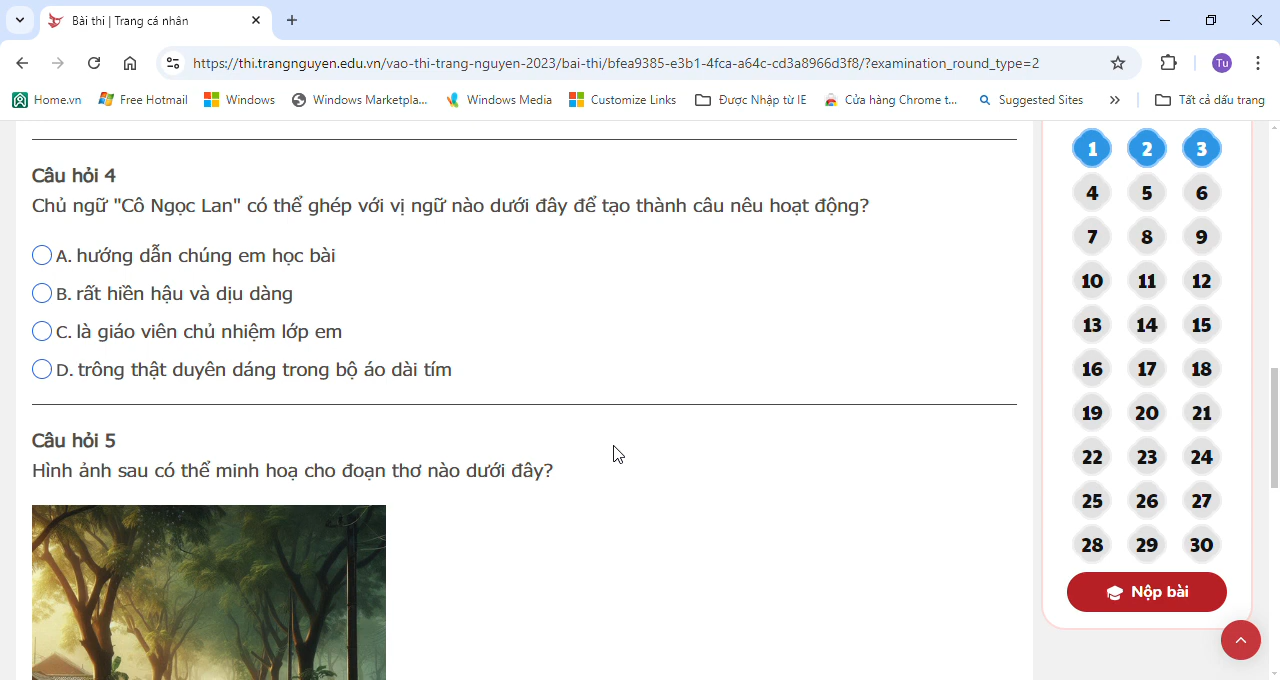 Bài thi | Trang cá nhân
https://thi.trangnguyen.edu.vn/vao-thi-trang-nguyen-2023/bai-thi/bfea9385-e3b1-4fca-a64c-cd3a8966d3f8/?examination_round_type=2
Tu
Home.vn
Free Hotmail
Windows
Windows Marketpla...
Windows Media
Customize Links
Được Nhập từ IE
Cửa hàng Chrome t...
Suggested Sites
Tất cả dấu trang
Câu hỏi 4
Chủ ngữ "Cô Ngọc Lan" có thể ghép với vị ngữ nào dưới đây để tạo thành câu nêu hoạt động?
A. hướng dẫn chúng em học bài
B. rất hiền hậu và dịu dàng
C. là giáo viên chủ nhiệm lớp em
D. trông thật duyên dáng trong bộ áo dài tím
Câu hỏi 5
Hình ảnh sau có thể minh hoạ cho đoạn thơ nào dưới đây?
1 2 3
4 5 6
7 8 9
10 11 12
13 14 15
16 17 18
19 20 21
22 23 24
25 26 27
28 29 30
Nộp bài